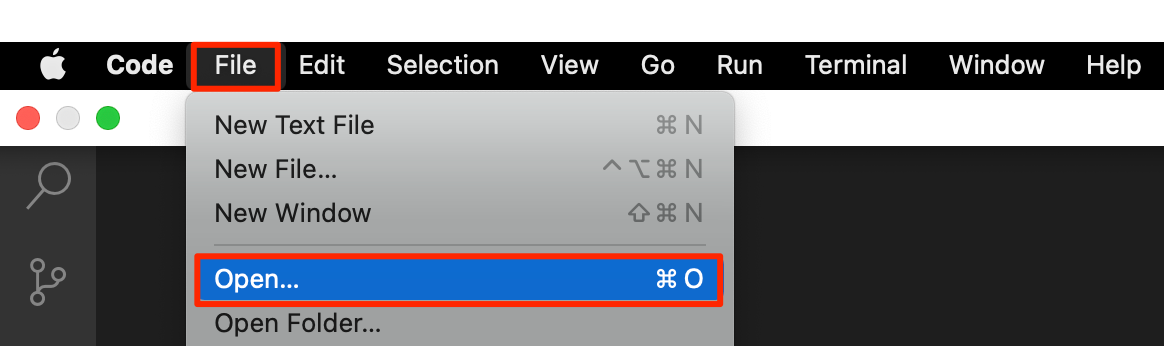 Code File Edit Selection View Go Run Terminal Window Help
New Text File ⌘ N
New File... ^⌥⌘ N
New Window ⇧⌘ N
Open... ⌘ O
Open Folder...